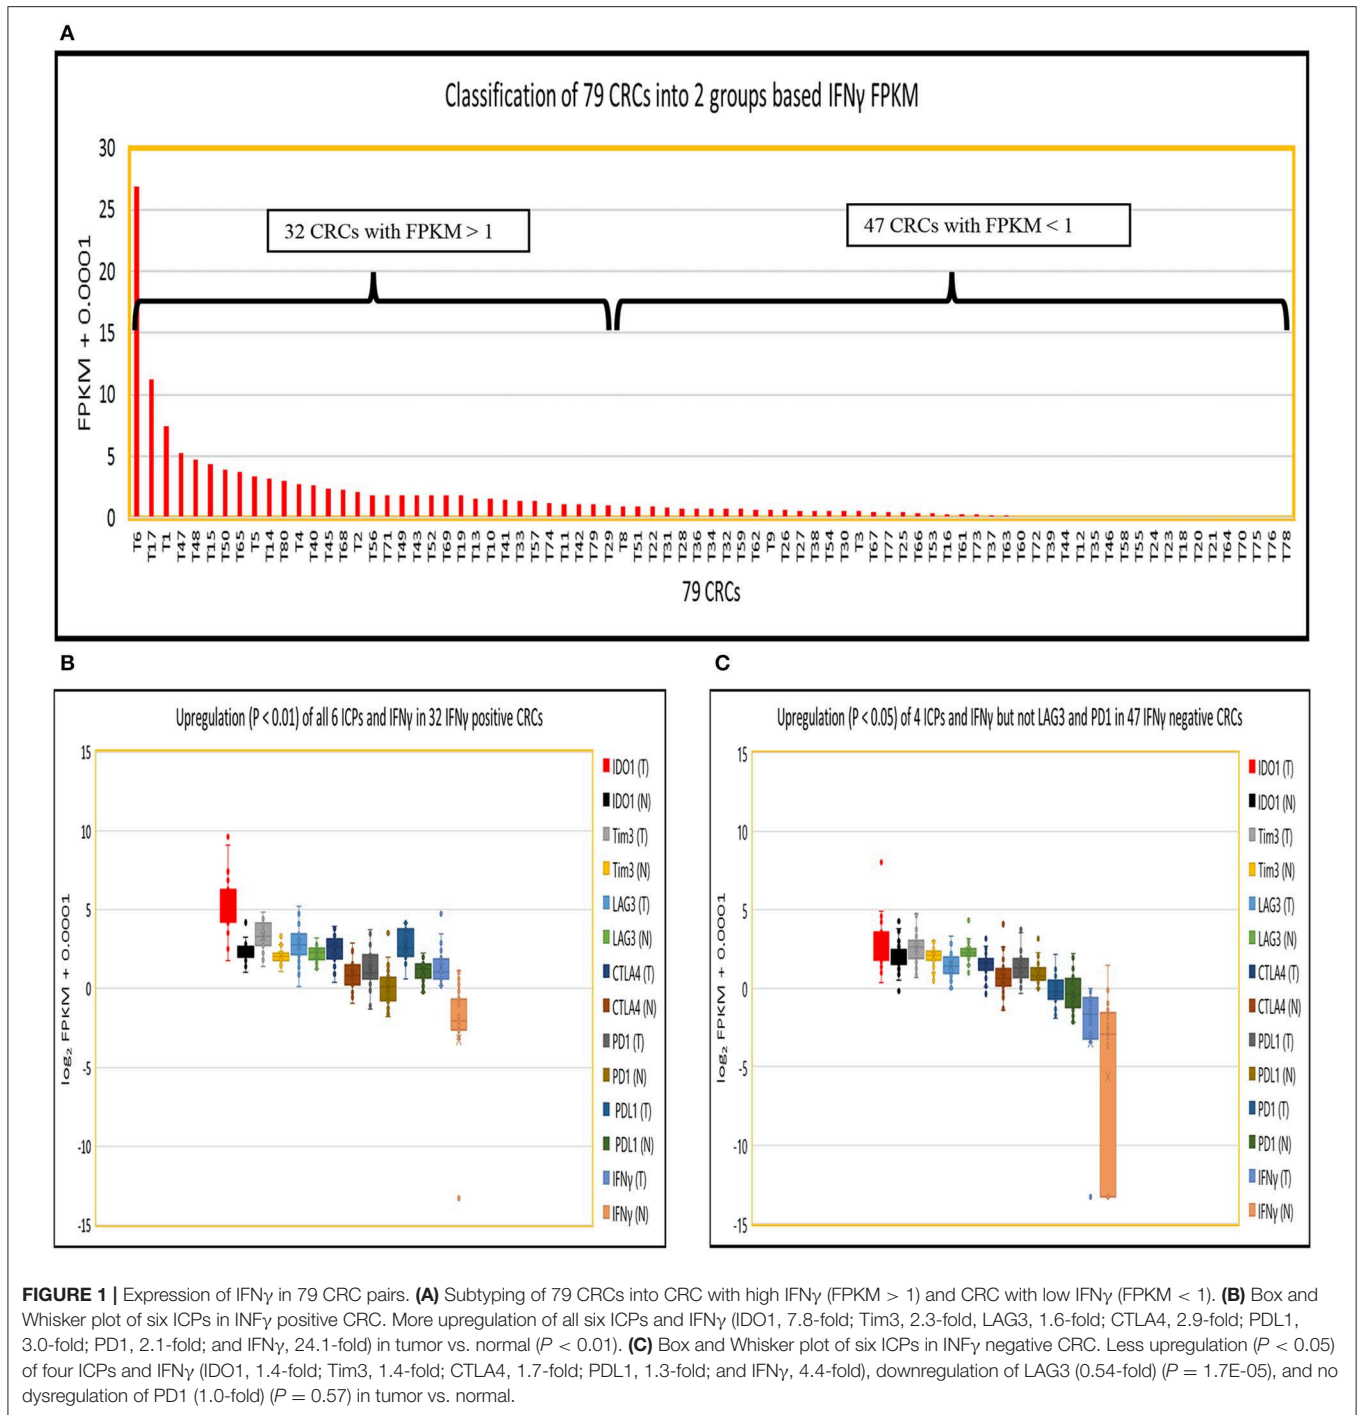 A
Classification of 79 CRCs into 2 groups based IFNγ FPKM
FPKM + 0.0001
30
25
20
15
10
5
0
32 CRCs with FPKM > 1
47 CRCs with FPKM < 1
T6 T17 T1 T47 T48 T15 T50 T65 T5 T14 T80 T4 T40 T45 T68 T2 T56 T71 T49 T43 T52 T69 T19 T13 T10 T41 T33 T57 T74 T11 T42 T79 T29 T8 T51 T22 T31 T28 T36 T34 T32 T59 T62 T9 T26 T27 T38 T54 T30 T3 T67 T77 T25 T66 T53 T16 T61 T73 T37 T63 T60 T72 T39 T44 T12 T35 T46 T58 T55 T24 T23 T18 T20 T21 T64 T70 T75 T76 T78
79 CRCs
B
Upregulation (P < 0.01) of all 6 ICPs and IFNγ in 32 IFNγ positive CRCs
log₂ FPKM + 0.0001
15
10
5
0
-5
-10
-15
IDO1 (T)
IDO1 (N)
Tim3 (T)
Tim3 (N)
LAG3 (T)
LAG3 (N)
CTLA4 (T)
CTLA4 (N)
PD1 (T)
PD1 (N)
PDL1 (T)
PDL1 (N)
IFNγ (T)
IFNγ (N)
C
Upregulation (P < 0.05) of 4 ICPs and IFNγ but not LAG3 and PD1 in 47 IFNγ negative CRCs
log₂ FPKM + 0.0001
15
10
5
0
-5
-10
-15
IDO1 (T)
IDO1 (N)
Tim3 (T)
Tim3 (N)
LAG3 (T)
LAG3 (N)
CTLA4 (T)
CTLA4 (N)
PDL1 (T)
PDL1 (N)
PD1 (T)
PD1 (N)
IFNγ (T)
IFNγ (N)
FIGURE 1 | Expression of IFNγ in 79 CRC pairs. (A) Subtyping of 79 CRCs into CRC with high IFNγ (FPKM > 1) and CRC with low IFNγ (FPKM < 1). (B) Box and
Whisker plot of six ICPs in INFγ positive CRC. More upregulation of all six ICPs and IFNγ (IDO1, 7.8-fold; Tim3, 2.3-fold, LAG3, 1.6-fold; CTLA4, 2.9-fold; PDL1,
3.0-fold; PD1, 2.1-fold; and IFNγ, 24.1-fold) in tumor vs. normal (P < 0.01). (C) Box and Whisker plot of six ICPs in INFγ negative CRC. Less upregulation (P < 0.05)
of four ICPs and IFNγ (IDO1, 1.4-fold; Tim3, 1.4-fold; CTLA4, 1.7-fold; PDL1, 1.3-fold; and IFNγ, 4.4-fold), downregulation of LAG3 (0.54-fold) (P = 1.7E-05), and no
dysregulation of PD1 (1.0-fold) (P = 0.57) in tumor vs. normal.